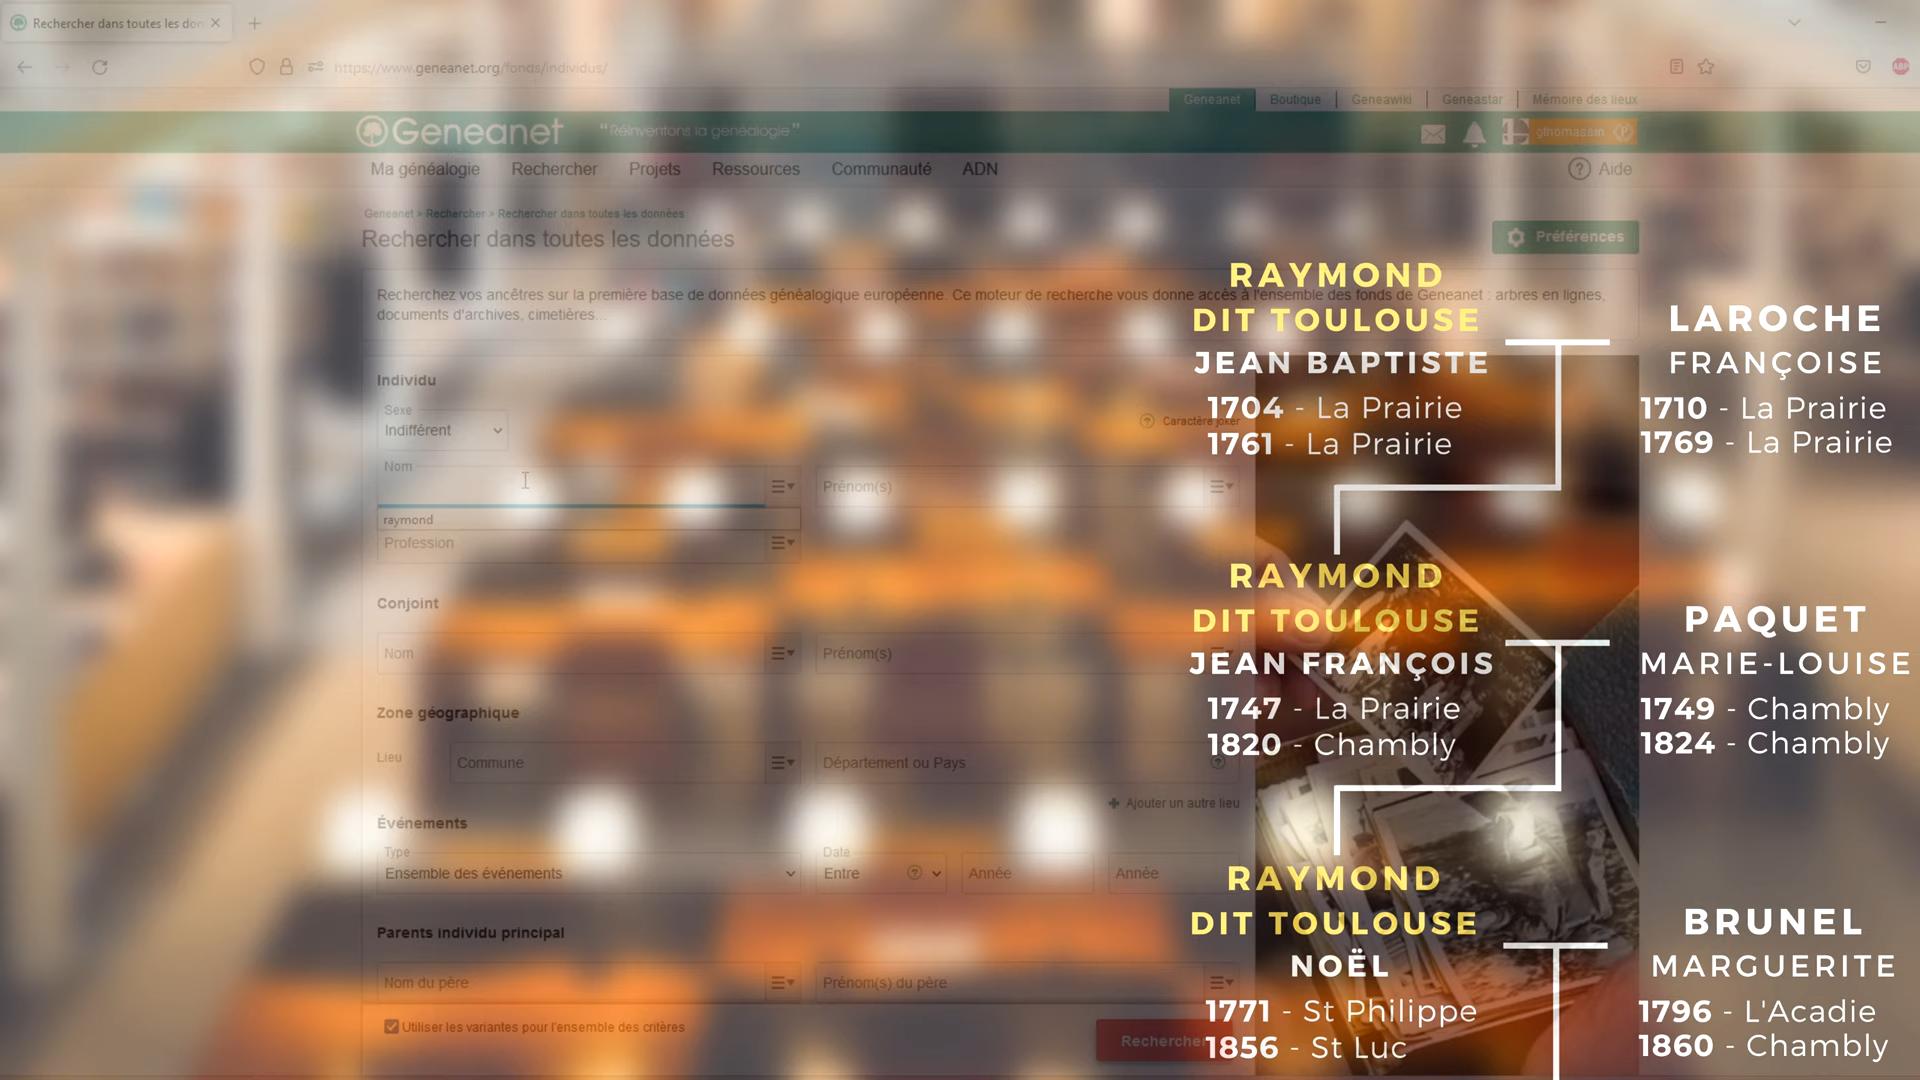 Rechercher dans toutes les don
https://www.geneanet.org/fonds/individus/
Geneanet
Boutique
Geneawiki
Geneastar
Mémoire des lieux
Geneanet
"Réinventons la généalogie"
gtnomassin
Ma généalogie
Rechercher
Projets
Ressources
Communauté
ADN
Aide
Geneanet » Rechercher » Rechercher dans toutes les données
Rechercher dans toutes les données
Préférences
Recherchez vos ancêtres sur la première base de données généalogique européenne. Ce moteur de recherche vous donne accès à l'ensemble des fonds de Geneanet : arbres en lignes,
documents d'archives, cimetières...
Individu
Sexe
Indifférent
Caractère joker
Nom
Prénom(s)
raymond
Profession
Conjoint
Nom
Prénom(s)
Zone géographique
Lieu
Commune
Département ou Pays
Ajouter un autre lieu
Événements
Type
Ensemble des événements
Date
Entre
Année
Année
Parents individu principal
Nom du père
Prénom(s) du père
Utiliser les variantes pour l'ensemble des critères
Rechercher
RAYMOND
DIT TOULOUSE
JEAN BAPTISTE
1704 - La Prairie
1761 - La Prairie
LAROCHE
FRANÇOISE
1710 - La Prairie
1769 - La Prairie
RAYMOND
DIT TOULOUSE
JEAN FRANÇOIS
1747 - La Prairie
1820 - Chambly
PAQUET
MARIE-LOUISE
1749 - Chambly
1824 - Chambly
RAYMOND
DIT TOULOUSE
NOËL
1771 - St Philippe
1856 - St Luc
BRUNEL
MARGUERITE
1796 - L'Acadie
1860 - Chambly